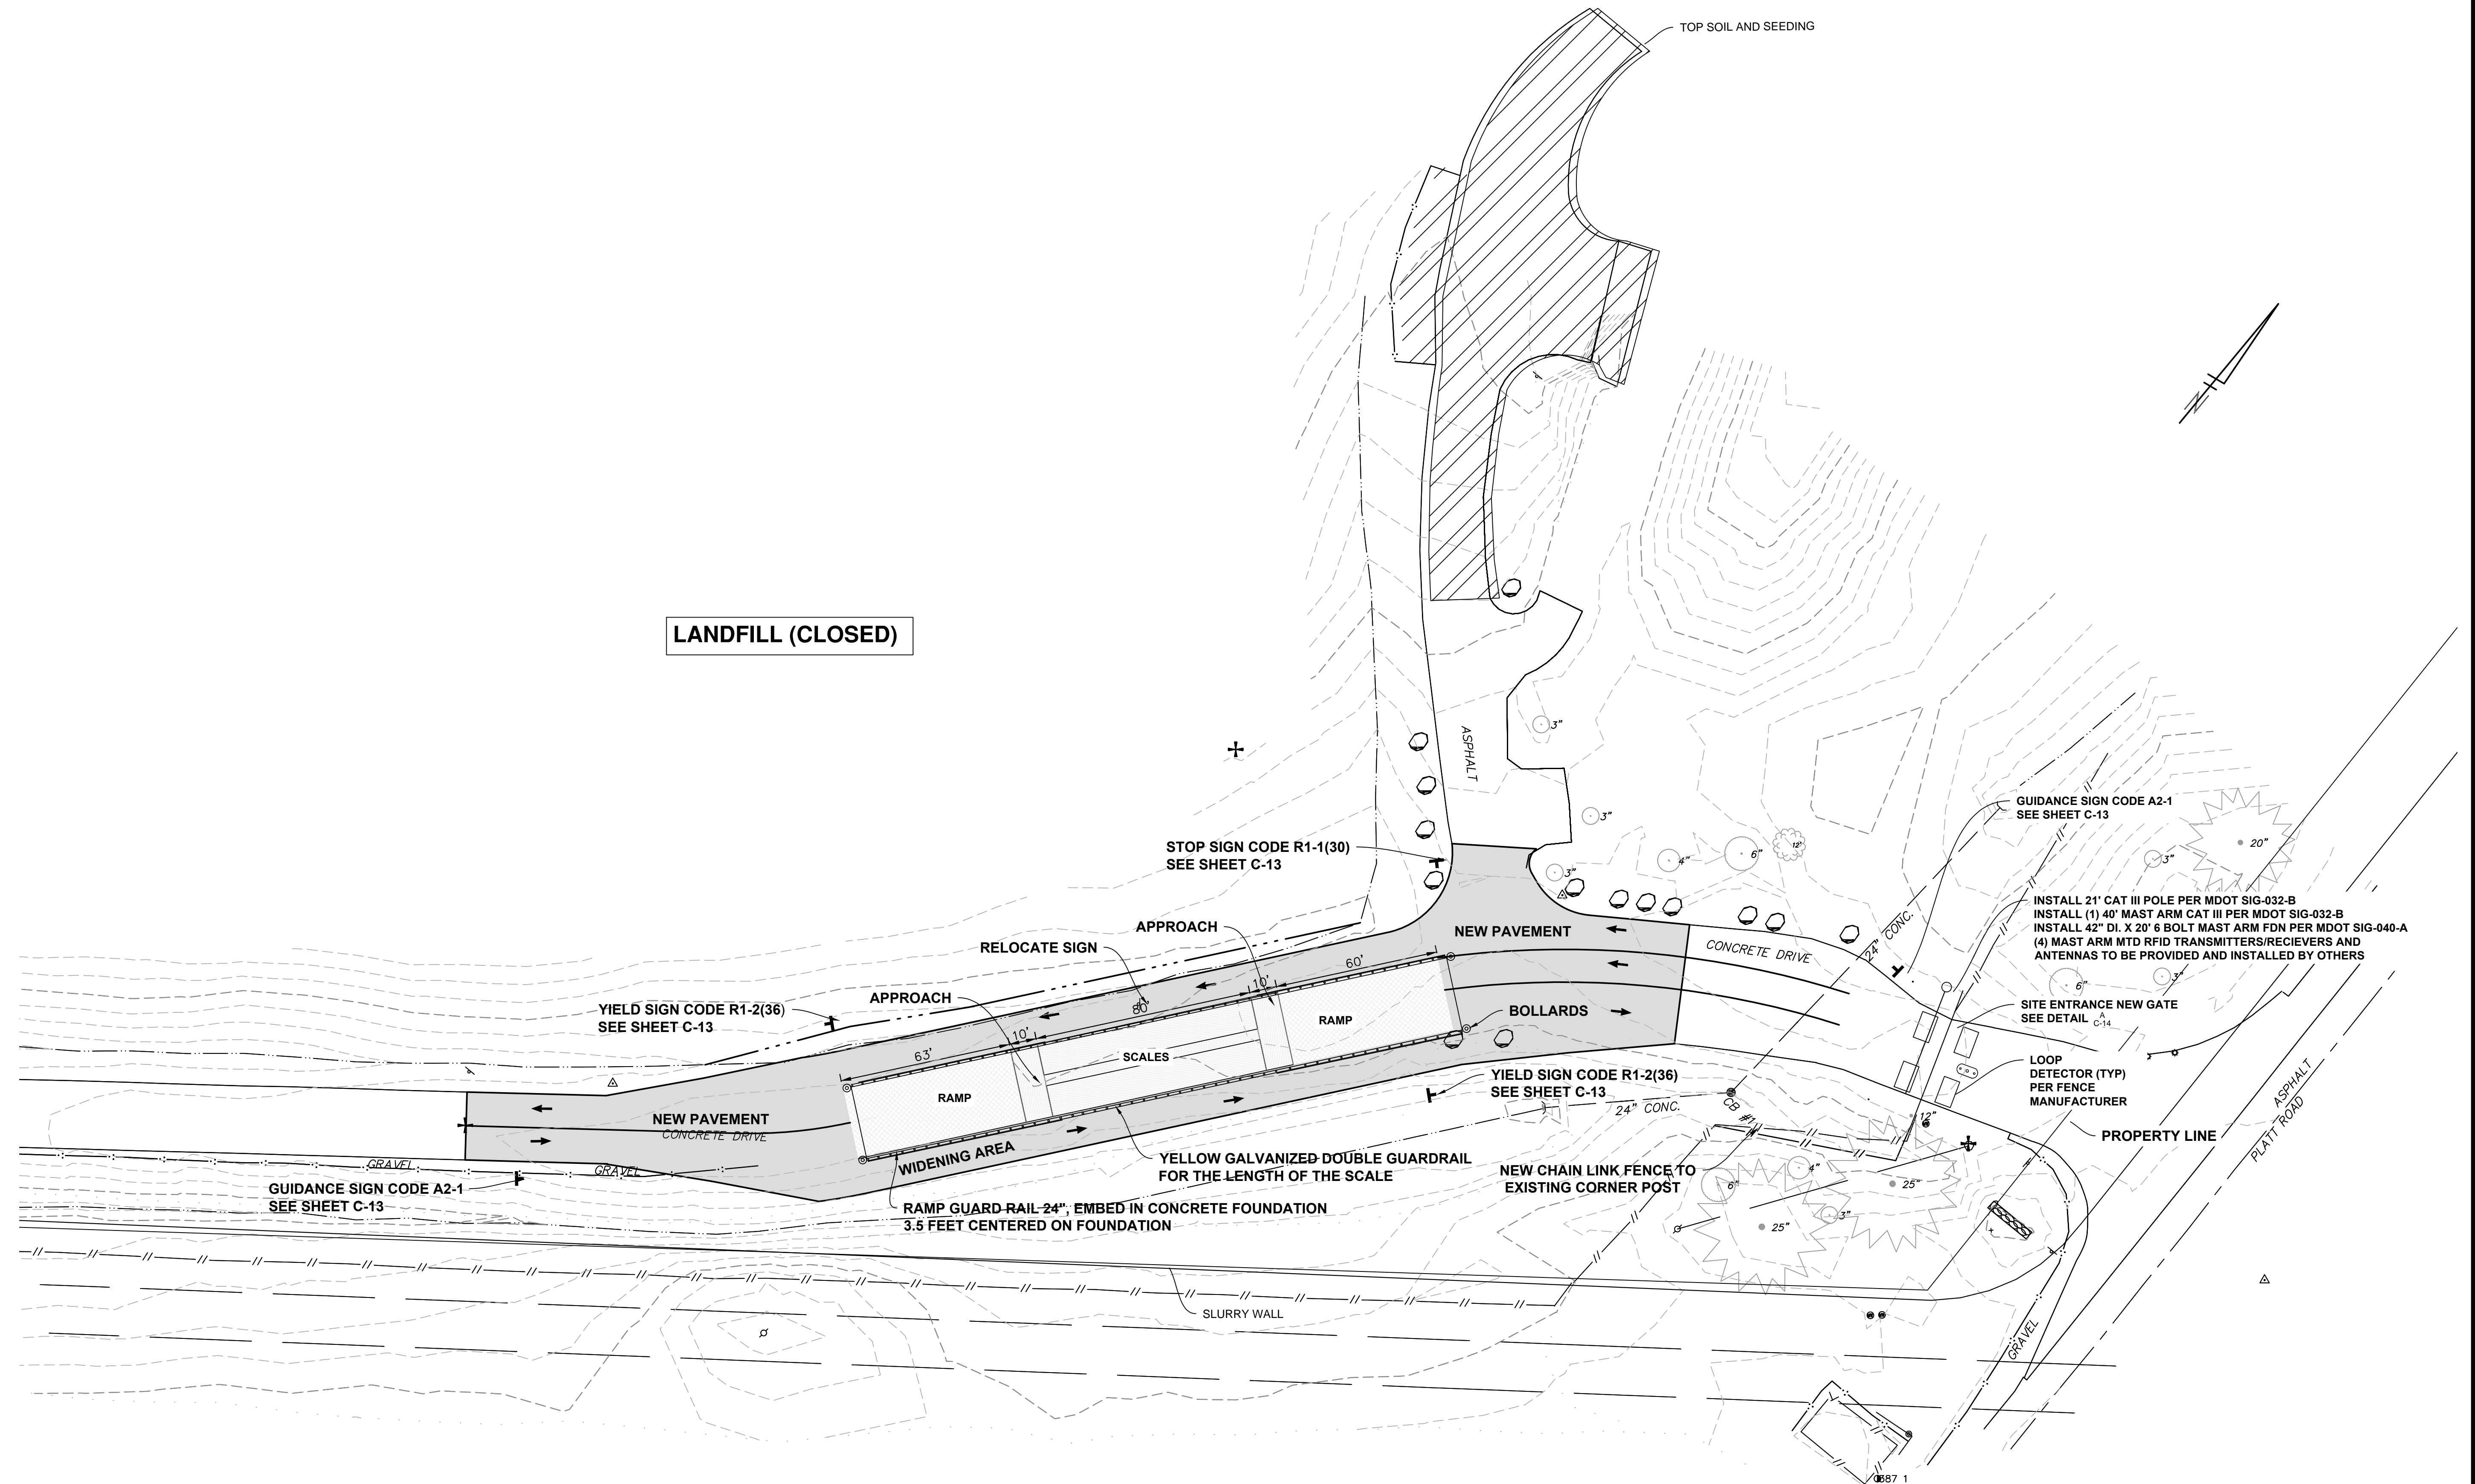 TOP SOIL AND SEEDING
LANDFILL (CLOSED)
ASPHALT
3"
3"
3"
4"
6"
12"
GUIDANCE SIGN CODE A2-1
SEE SHEET C-13
20"
3"
STOP SIGN CODE R1-1(30)
SEE SHEET C-13
INSTALL 21' CAT III POLE PER MDOT SIG-032-B
INSTALL (1) 40' MAST ARM CAT III PER MDOT SIG-032-B
INSTALL 42" DI. X 20' 6 BOLT MAST ARM FDN PER MDOT SIG-040-A
(4) MAST ARM MTD RFID TRANSMITTERS/RECIEVERS AND
ANTENNAS TO BE PROVIDED AND INSTALLED BY OTHERS
24" CONC.
APPROACH
NEW PAVEMENT
CONCRETE DRIVE
RELOCATE SIGN
60'
10'
80'
10'
63'
6"
3"
APPROACH
YIELD SIGN CODE R1-2(36)
SEE SHEET C-13
SITE ENTRANCE NEW GATE
SEE DETAIL A
C-14
BOLLARDS
RAMP
SCALES
RAMP
LOOP
DETECTOR (TYP)
PER FENCE
MANUFACTURER
YIELD SIGN CODE R1-2(36)
SEE SHEET C-13
24" CONC.
CB #1
12"
ASPHALT
PLATT ROAD
PROPERTY LINE
NEW PAVEMENT
CONCRETE DRIVE
WIDENING AREA
GRAVEL
GRAVEL
YELLOW GALVANIZED DOUBLE GUARDRAIL
FOR THE LENGTH OF THE SCALE
NEW CHAIN LINK FENCE TO
EXISTING CORNER POST
4"
6"
25"
3"
25"
GUIDANCE SIGN CODE A2-1
SEE SHEET C-13
RAMP GUARD RAIL 24", EMBED IN CONCRETE FOUNDATION
3.5 FEET CENTERED ON FOUNDATION
SLURRY WALL
GRAVEL